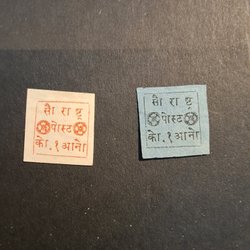 सौ रा ष्ट्र
पोस्ट
को. १ आनो
सौ रा ष्ट्र
पोस्ट
को. १ आनो